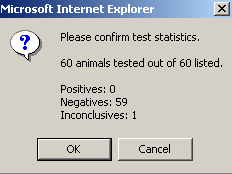 Microsoft Internet Explorer
Please confirm test statistics.
60 animals tested out of 60 listed.
Positives: 0
Negatives: 59
Inconclusives: 1
OK
Cancel